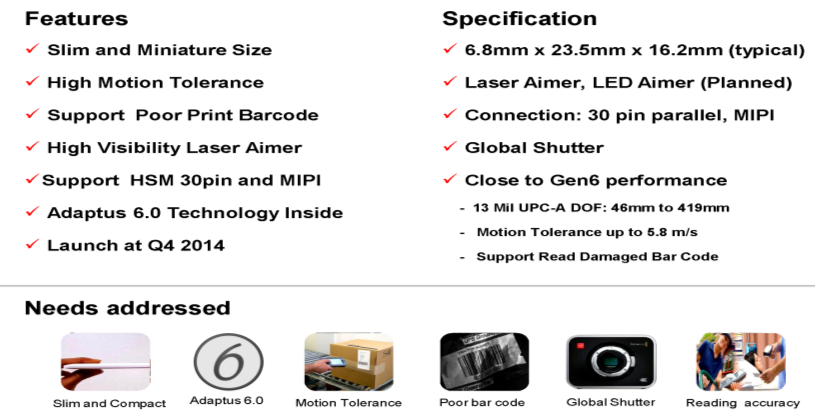 Features
✓ Slim and Miniature Size
✓ High Motion Tolerance
✓ Support Poor Print Barcode
✓ High Visibility Laser Aimer
✓ Support HSM 30pin and MIPI
✓ Adaptus 6.0 Technology Inside
✓ Launch at Q4 2014
Specification
✓ 6.8mm x 23.5mm x 16.2mm (typical)
✓ Laser Aimer, LED Aimer (Planned)
✓ Connection: 30 pin parallel, MIPI
✓ Global Shutter
✓ Close to Gen6 performance
- 13 Mil UPC-A DOF: 46mm to 419mm
- Motion Tolerance up to 5.8 m/s
- Support Read Damaged Bar Code
Needs addressed
6
Slim and Compact
Adaptus 6.0
Motion Tolerance
Poor bar code
Global Shutter
Reading accuracy